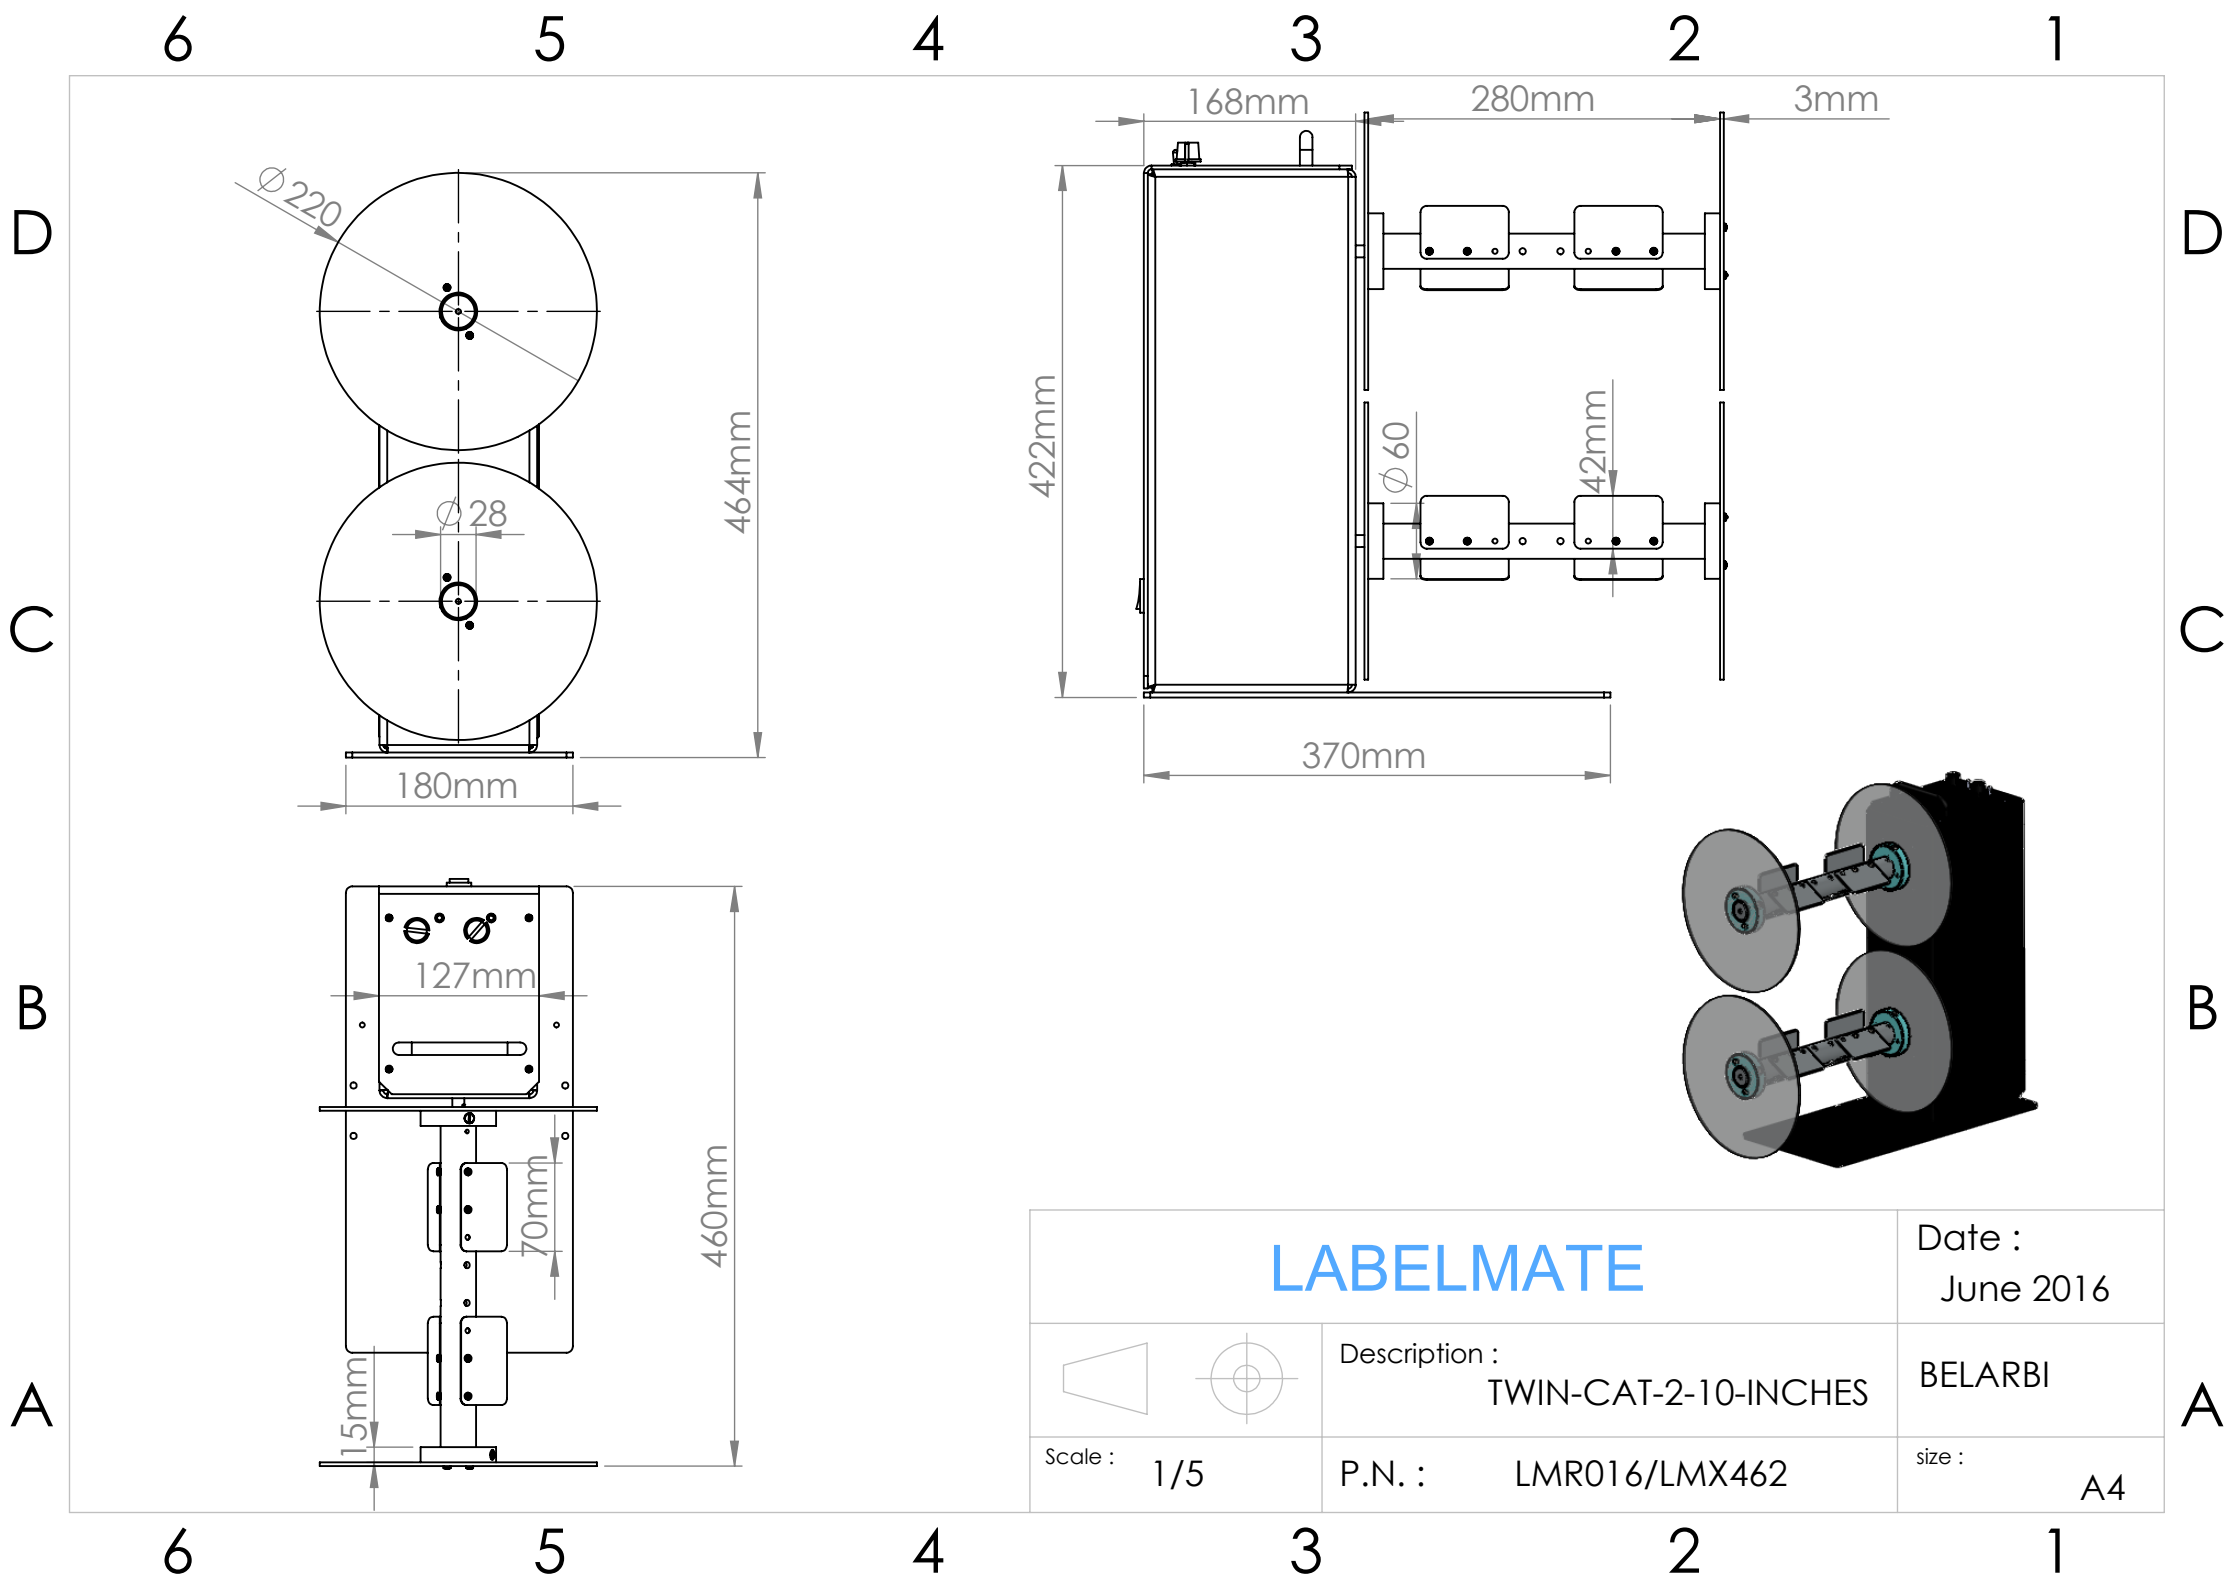 6 5 4 3 2 1
168mm 280mm 3mm
D D
⌀ 220
422mm
464mm
⌀ 60
42mm
⌀ 28
C C
370mm
180mm
127mm
B B
70mm
460mm
15mm
A A
LABELMATE
Date :
June 2016
Description :
TWIN-CAT-2-10-INCHES
BELARBI
Scale :
1/5
P.N. : LMR016/LMX462
size :
A4
6 5 4 3 2 1